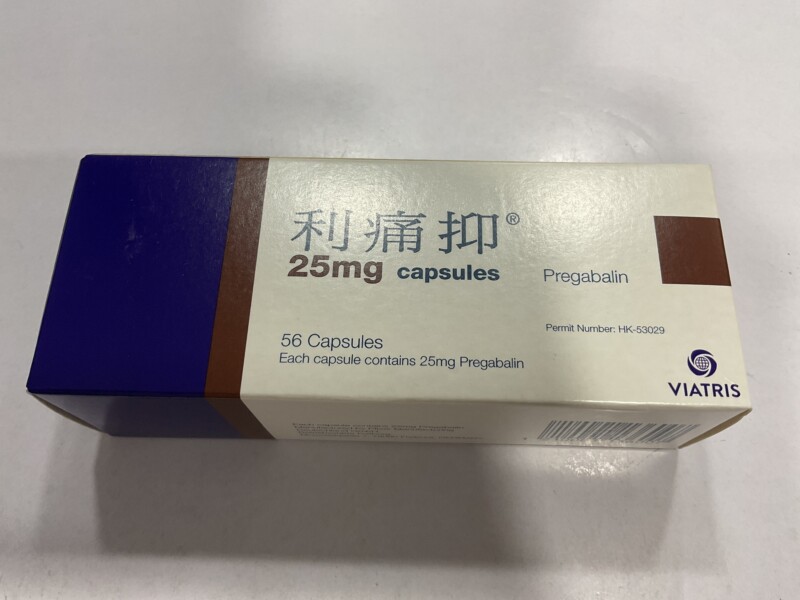 利痛抑®
25mg capsules
Pregabalin
Permit Number: HK-53029
56 Capsules
Each capsule contains 25mg Pregabalin
VIATRIS